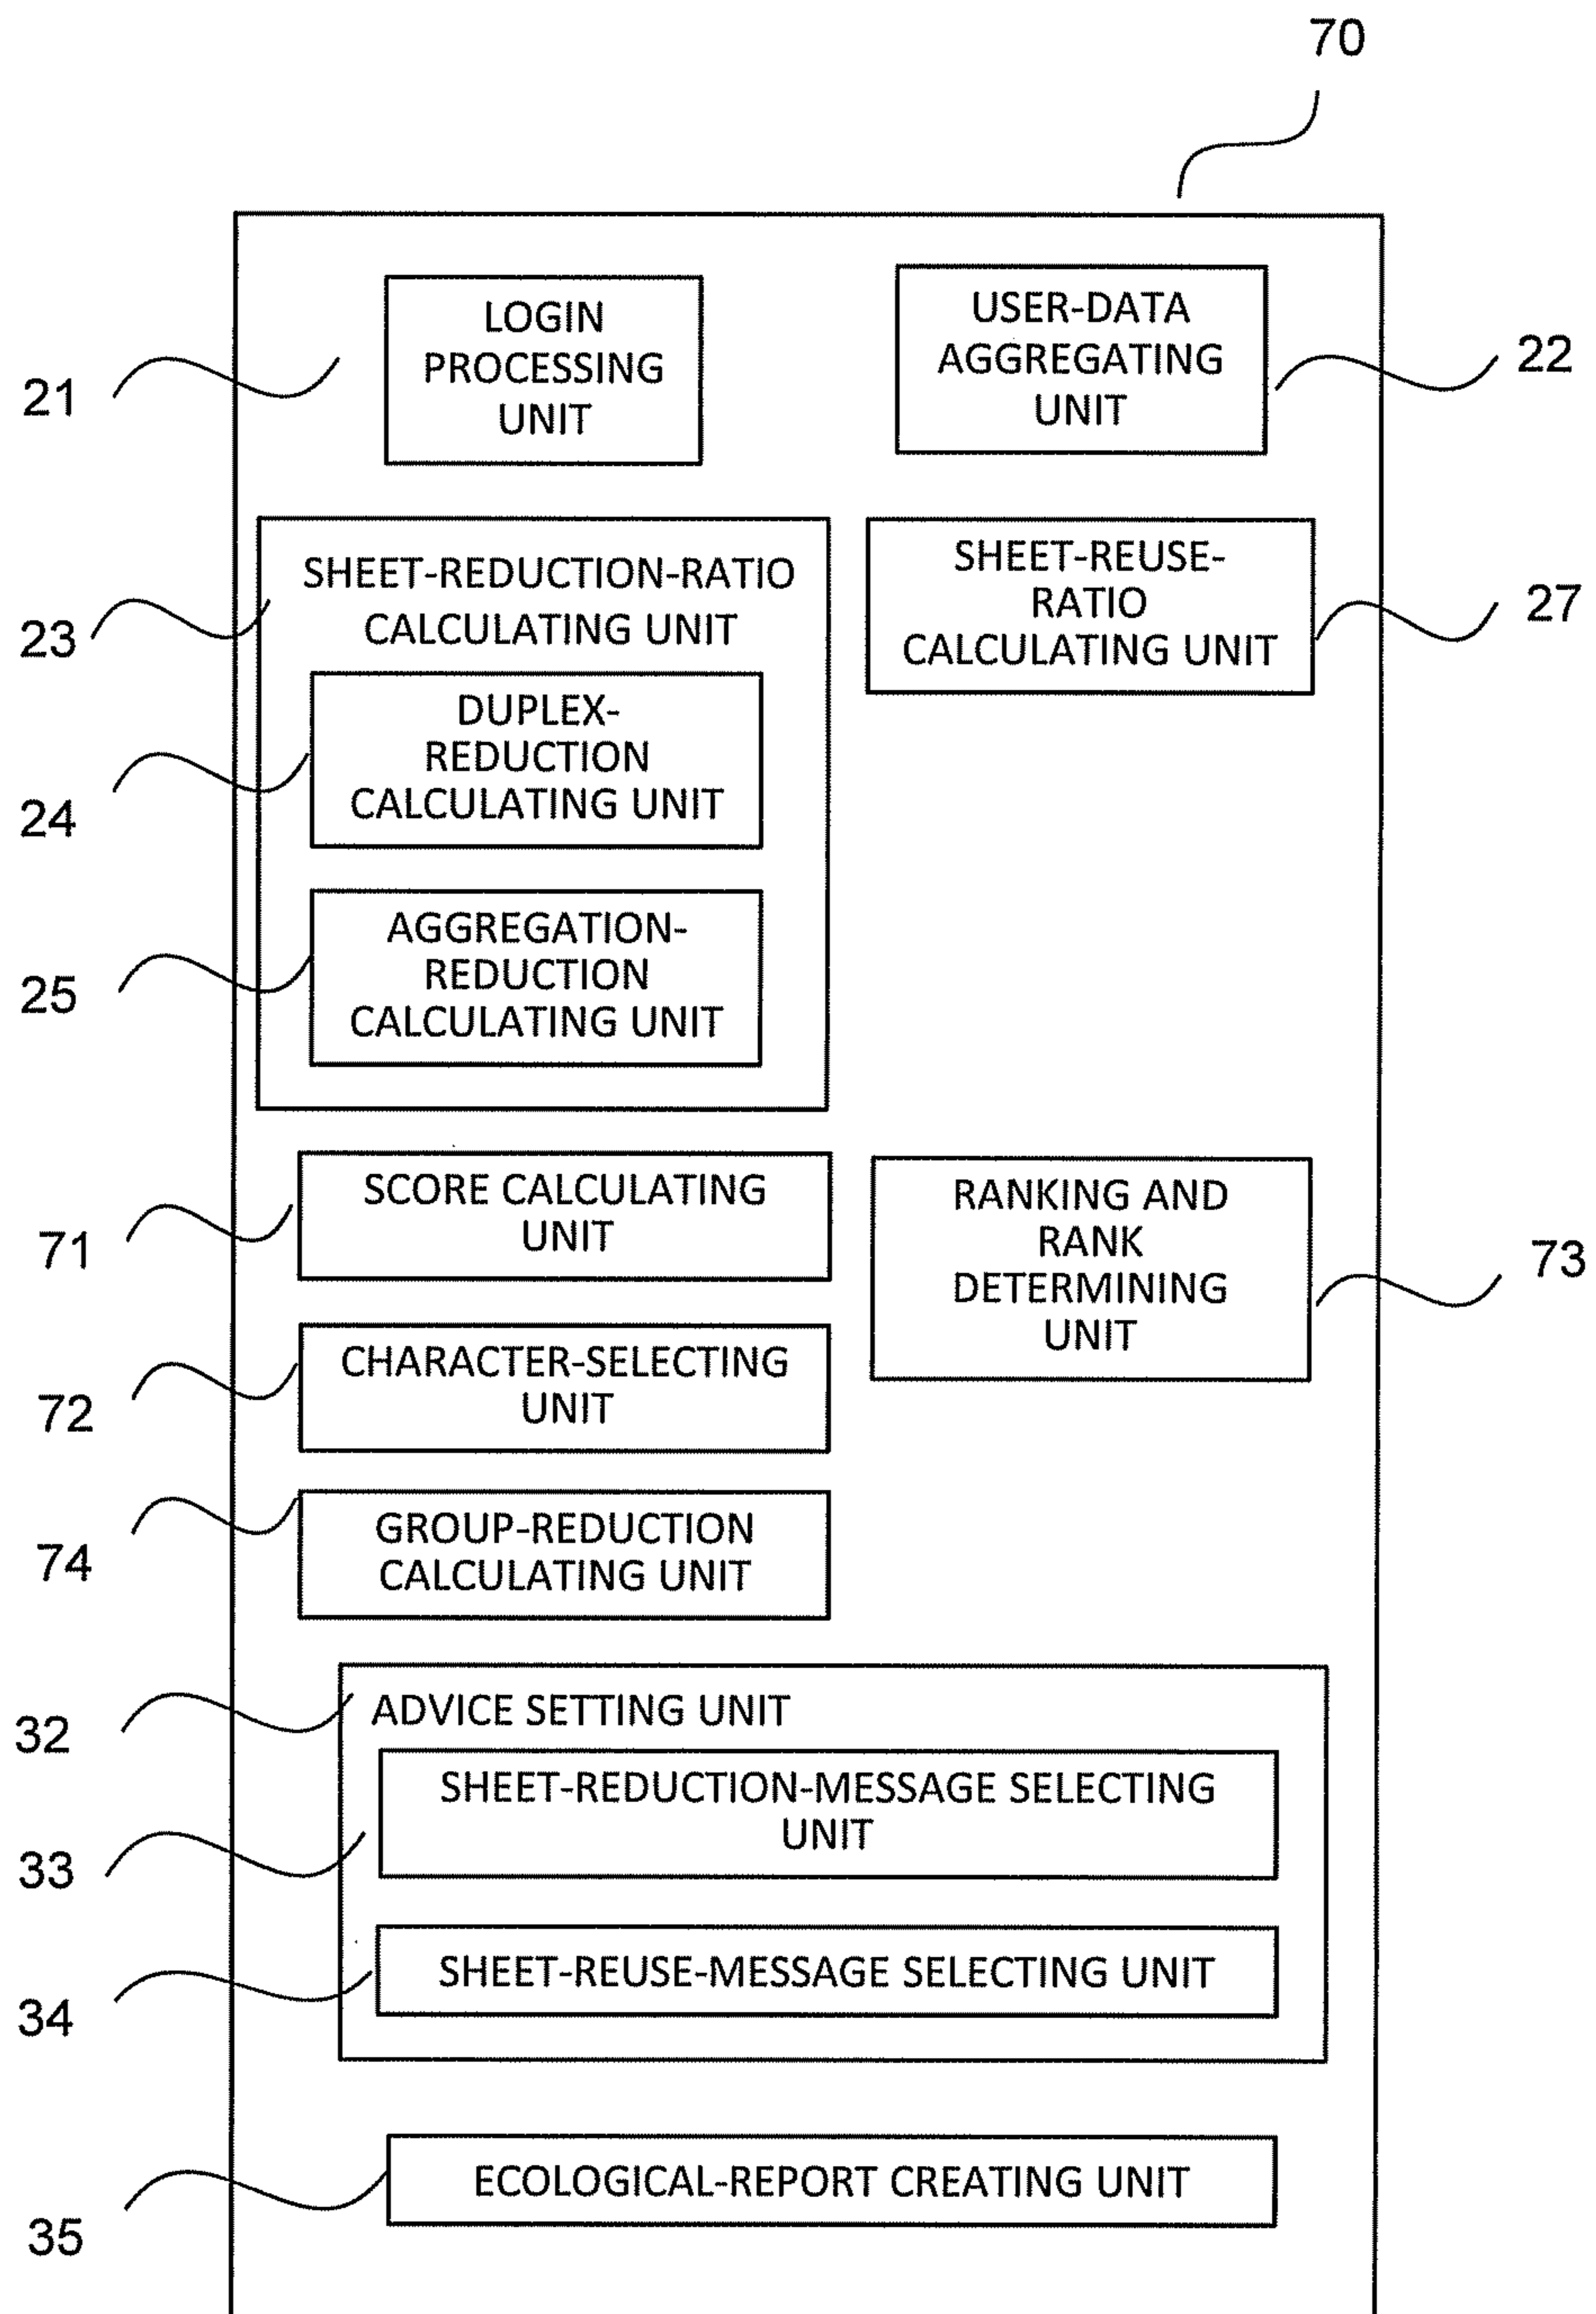 70
LOGIN
PROCESSING
UNIT
21
USER-DATA
AGGREGATING
UNIT
22
SHEET-REDUCTION-RATIO
CALCULATING UNIT
23
DUPLEX-
REDUCTION
CALCULATING UNIT
24
AGGREGATION-
REDUCTION
CALCULATING UNIT
25
SHEET-REUSE-
RATIO
CALCULATING UNIT
27
SCORE CALCULATING
UNIT
71
RANKING AND
RANK
DETERMINING
UNIT
73
CHARACTER-SELECTING
UNIT
72
GROUP-REDUCTION
CALCULATING UNIT
74
ADVICE SETTING UNIT
32
SHEET-REDUCTION-MESSAGE SELECTING
UNIT
33
SHEET-REUSE-MESSAGE SELECTING UNIT
34
ECOLOGICAL-REPORT CREATING UNIT
35